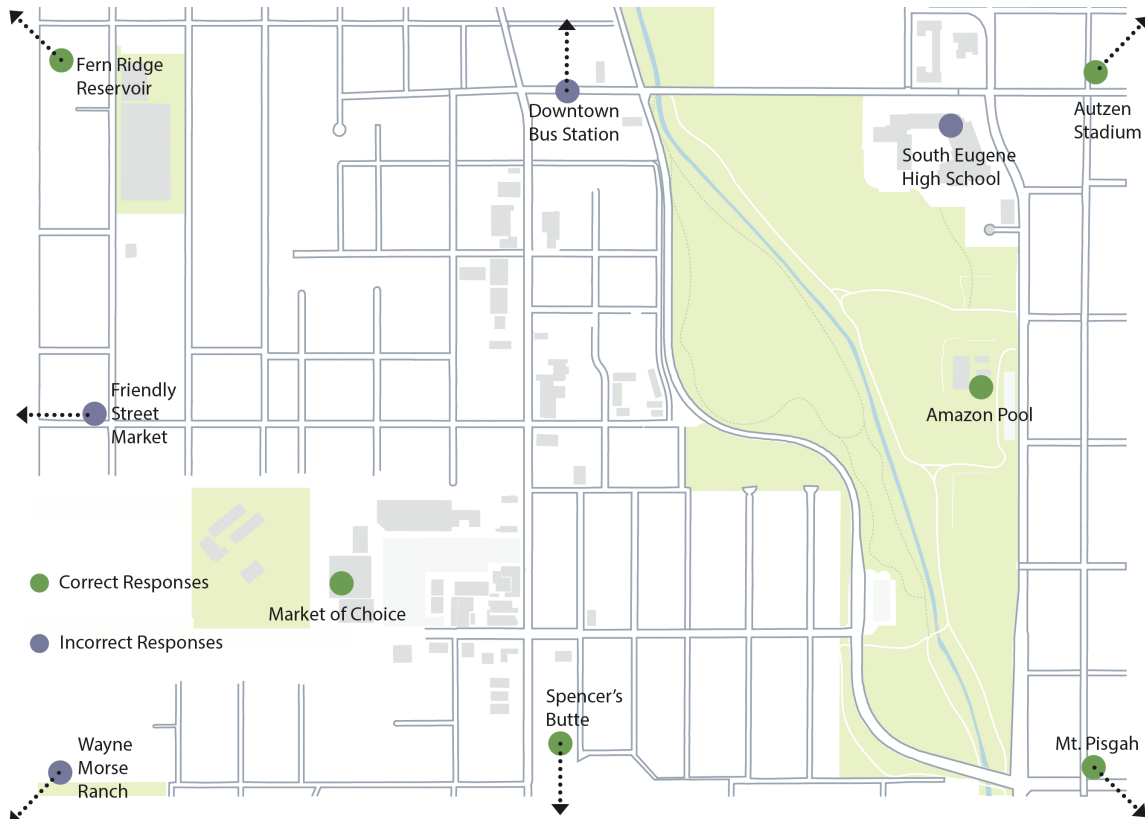 Fern Ridge
Reservoir
Downtown
Bus Station
Autzen
Stadium
South Eugene
High School
Friendly
Street
Market
Amazon Pool
Correct Responses
Market of Choice
Incorrect Responses
Spencer’s
Butte
Wayne
Morse
Ranch
Mt. Pisgah